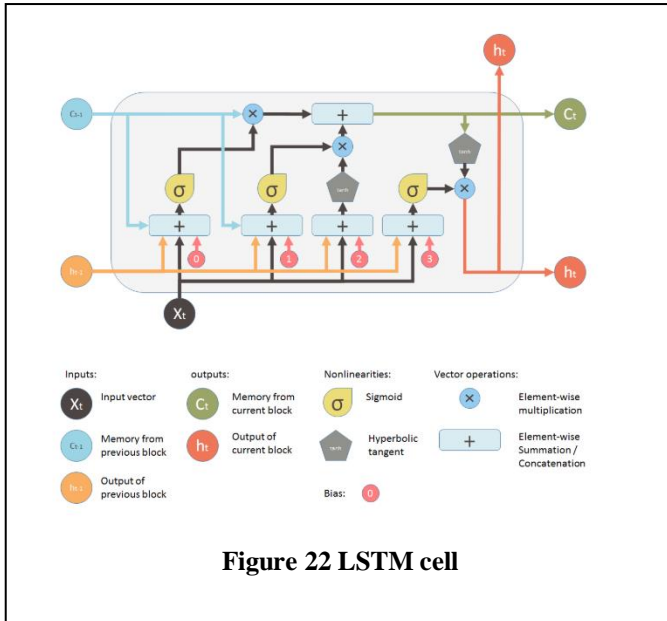 hₜ
Cₜ₋₁
×
+
Cₜ
tanh
×
σ
σ
tanh
σ
×
+
+
+
+
0
1
2
3
hₜ₋₁
hₜ
Xₜ
Inputs:
outputs:
Nonlinearities:
Vector operations:
Xₜ
Input vector
Cₜ
Memory from
current block
σ
Sigmoid
×
Element-wise
multiplication
Cₜ₋₁
Memory from
previous block
hₜ
Output of
current block
tanh
Hyperbolic
tangent
+
Element-wise
Summation /
Concatenation
hₜ₋₁
Output of
previous block
Bias:
0
Figure 22 LSTM cell